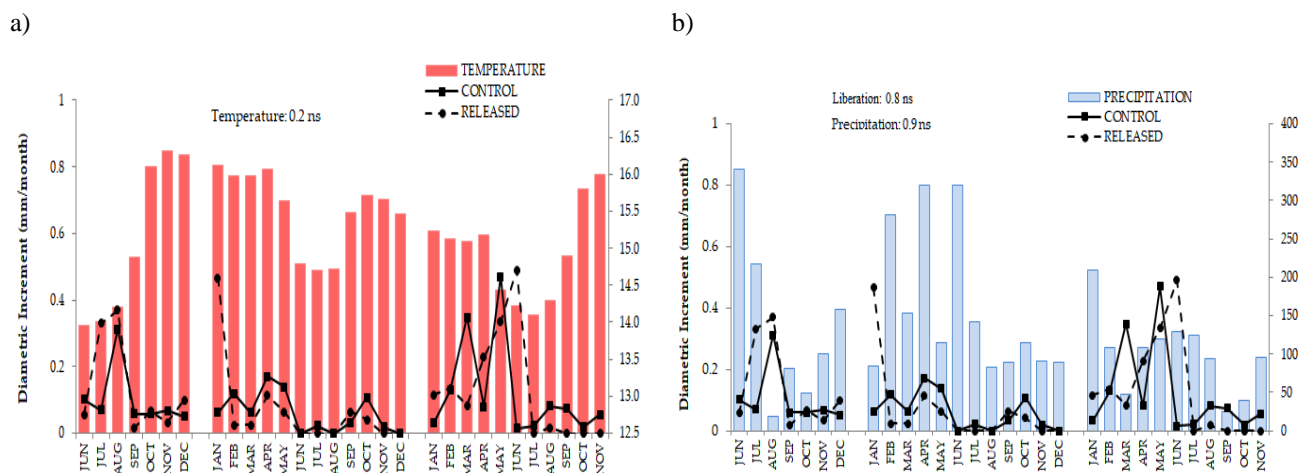 a)
TEMPERATURE
CONTROL
RELEASED
Temperature: 0.2 ns
Diametric Increment (mm/month)
1
0.8
0.6
0.4
0.2
0
17.0
16.5
16.0
15.5
15.0
14.5
14.0
13.5
13.0
12.5
JUN JUL AUG SEP OCT NOV DEC JAN FEB MAR APR MAY JUN JUL AUG SEP OCT NOV DEC JAN FEB MAR APR MAY JUN JUL AUG SEP OCT NOV
b)
PRECIPITATION
CONTROL
RELEASED
Liberation: 0.8 ns
Precipitation: 0.9 ns
Diametric Increment (mm/month)
1
0.8
0.6
0.4
0.2
0
400
350
300
250
200
150
100
50
0
JUN JUL AUG SEP OCT NOV DEC JAN FEB MAR APR MAY JUN JUL AUG SEP OCT NOV DEC JAN FEB MAR APR MAY JUN JUL AUG SEP OCT NOV